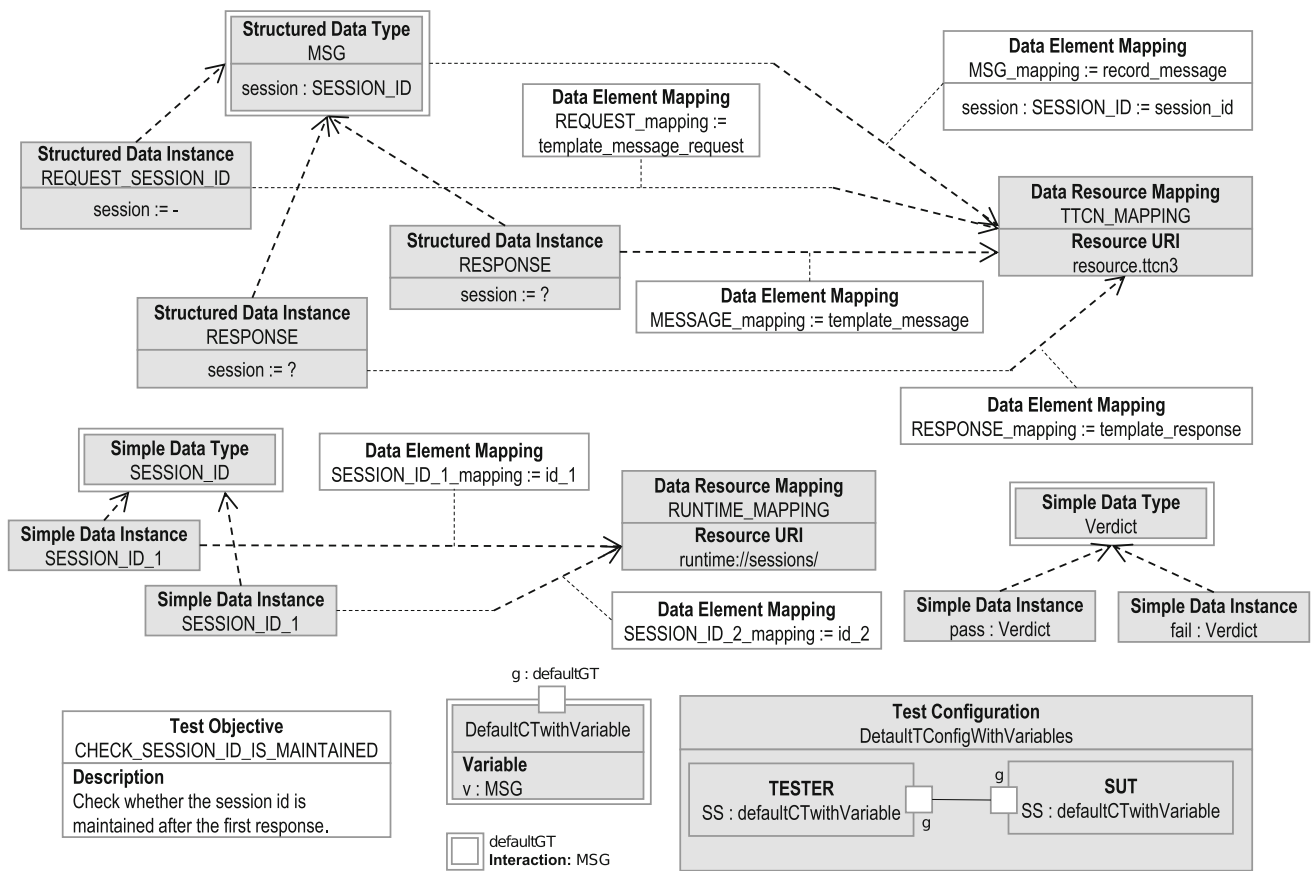 Structured Data Type
MSG
session : SESSION_ID
Data Element Mapping
MSG_mapping := record_message
session : SESSION_ID := session_id
Data Element Mapping
REQUEST_mapping :=
template_message_request
Structured Data Instance
REQUEST_SESSION_ID
session := -
Data Resource Mapping
TTCN_MAPPING
Resource URI
resource.ttcn3
Structured Data Instance
RESPONSE
session := ?
Data Element Mapping
MESSAGE_mapping := template_message
Structured Data Instance
RESPONSE
session := ?
Data Element Mapping
RESPONSE_mapping := template_response
Simple Data Type
SESSION_ID
Data Element Mapping
SESSION_ID_1_mapping := id_1
Data Resource Mapping
RUNTIME_MAPPING
Resource URI
runtime://sessions/
Simple Data Type
Verdict
Simple Data Instance
SESSION_ID_1
Simple Data Instance
SESSION_ID_1
Data Element Mapping
SESSION_ID_2_mapping := id_2
Simple Data Instance
pass : Verdict
Simple Data Instance
fail : Verdict
Test Objective
CHECK_SESSION_ID_IS_MAINTAINED
Description
Check whether the session id is
maintained after the first response.
g : defaultGT
DefaultCTwithVariable
Variable
v : MSG
defaultGT
Interaction: MSG
Test Configuration
DetaultTConfigWithVariables
TESTER
SS : defaultCTwithVariable
g
g
SUT
SS : defaultCTwithVariable